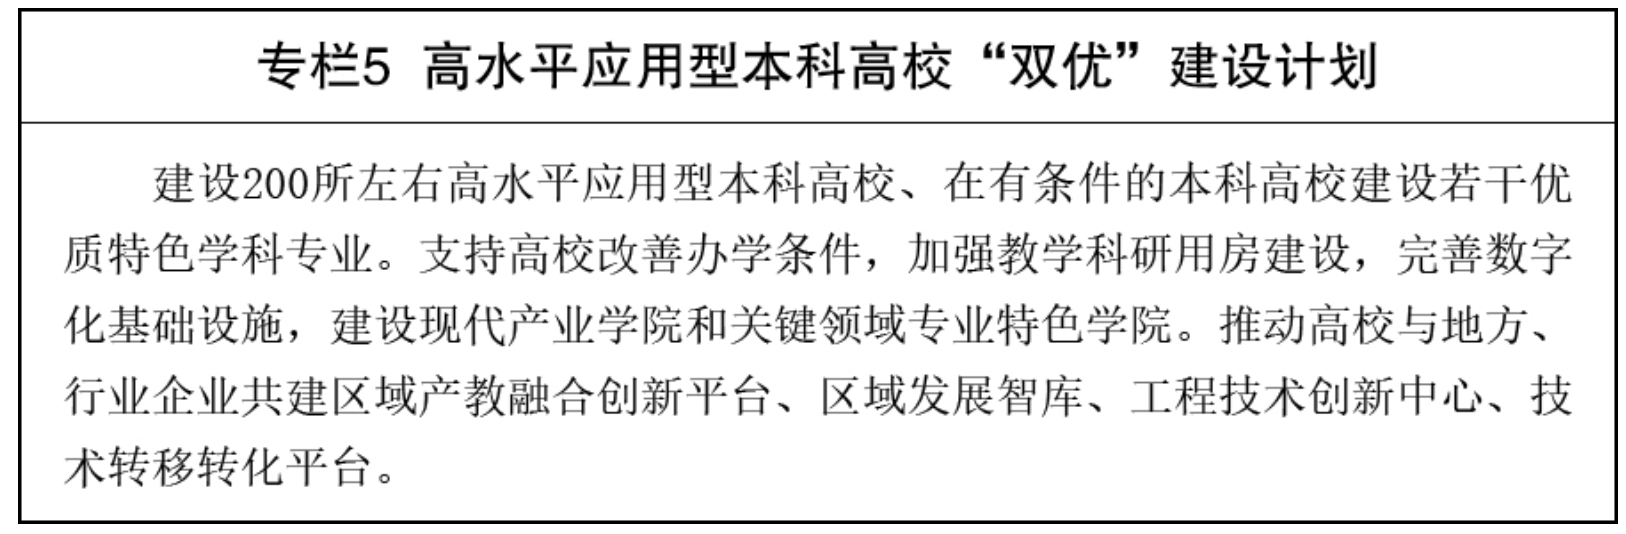 专栏5 高水平应用型本科高校“双优”建设计划
建设200所左右高水平应用型本科高校、在有条件的本科高校建设若干优
质特色学科专业。支持高校改善办学条件，加强教学科研用房建设，完善数字
化基础设施，建设现代产业学院和关键领域专业特色学院。推动高校与地方、
行业企业共建区域产教融合创新平台、区域发展智库、工程技术创新中心、技
术转移转化平台。